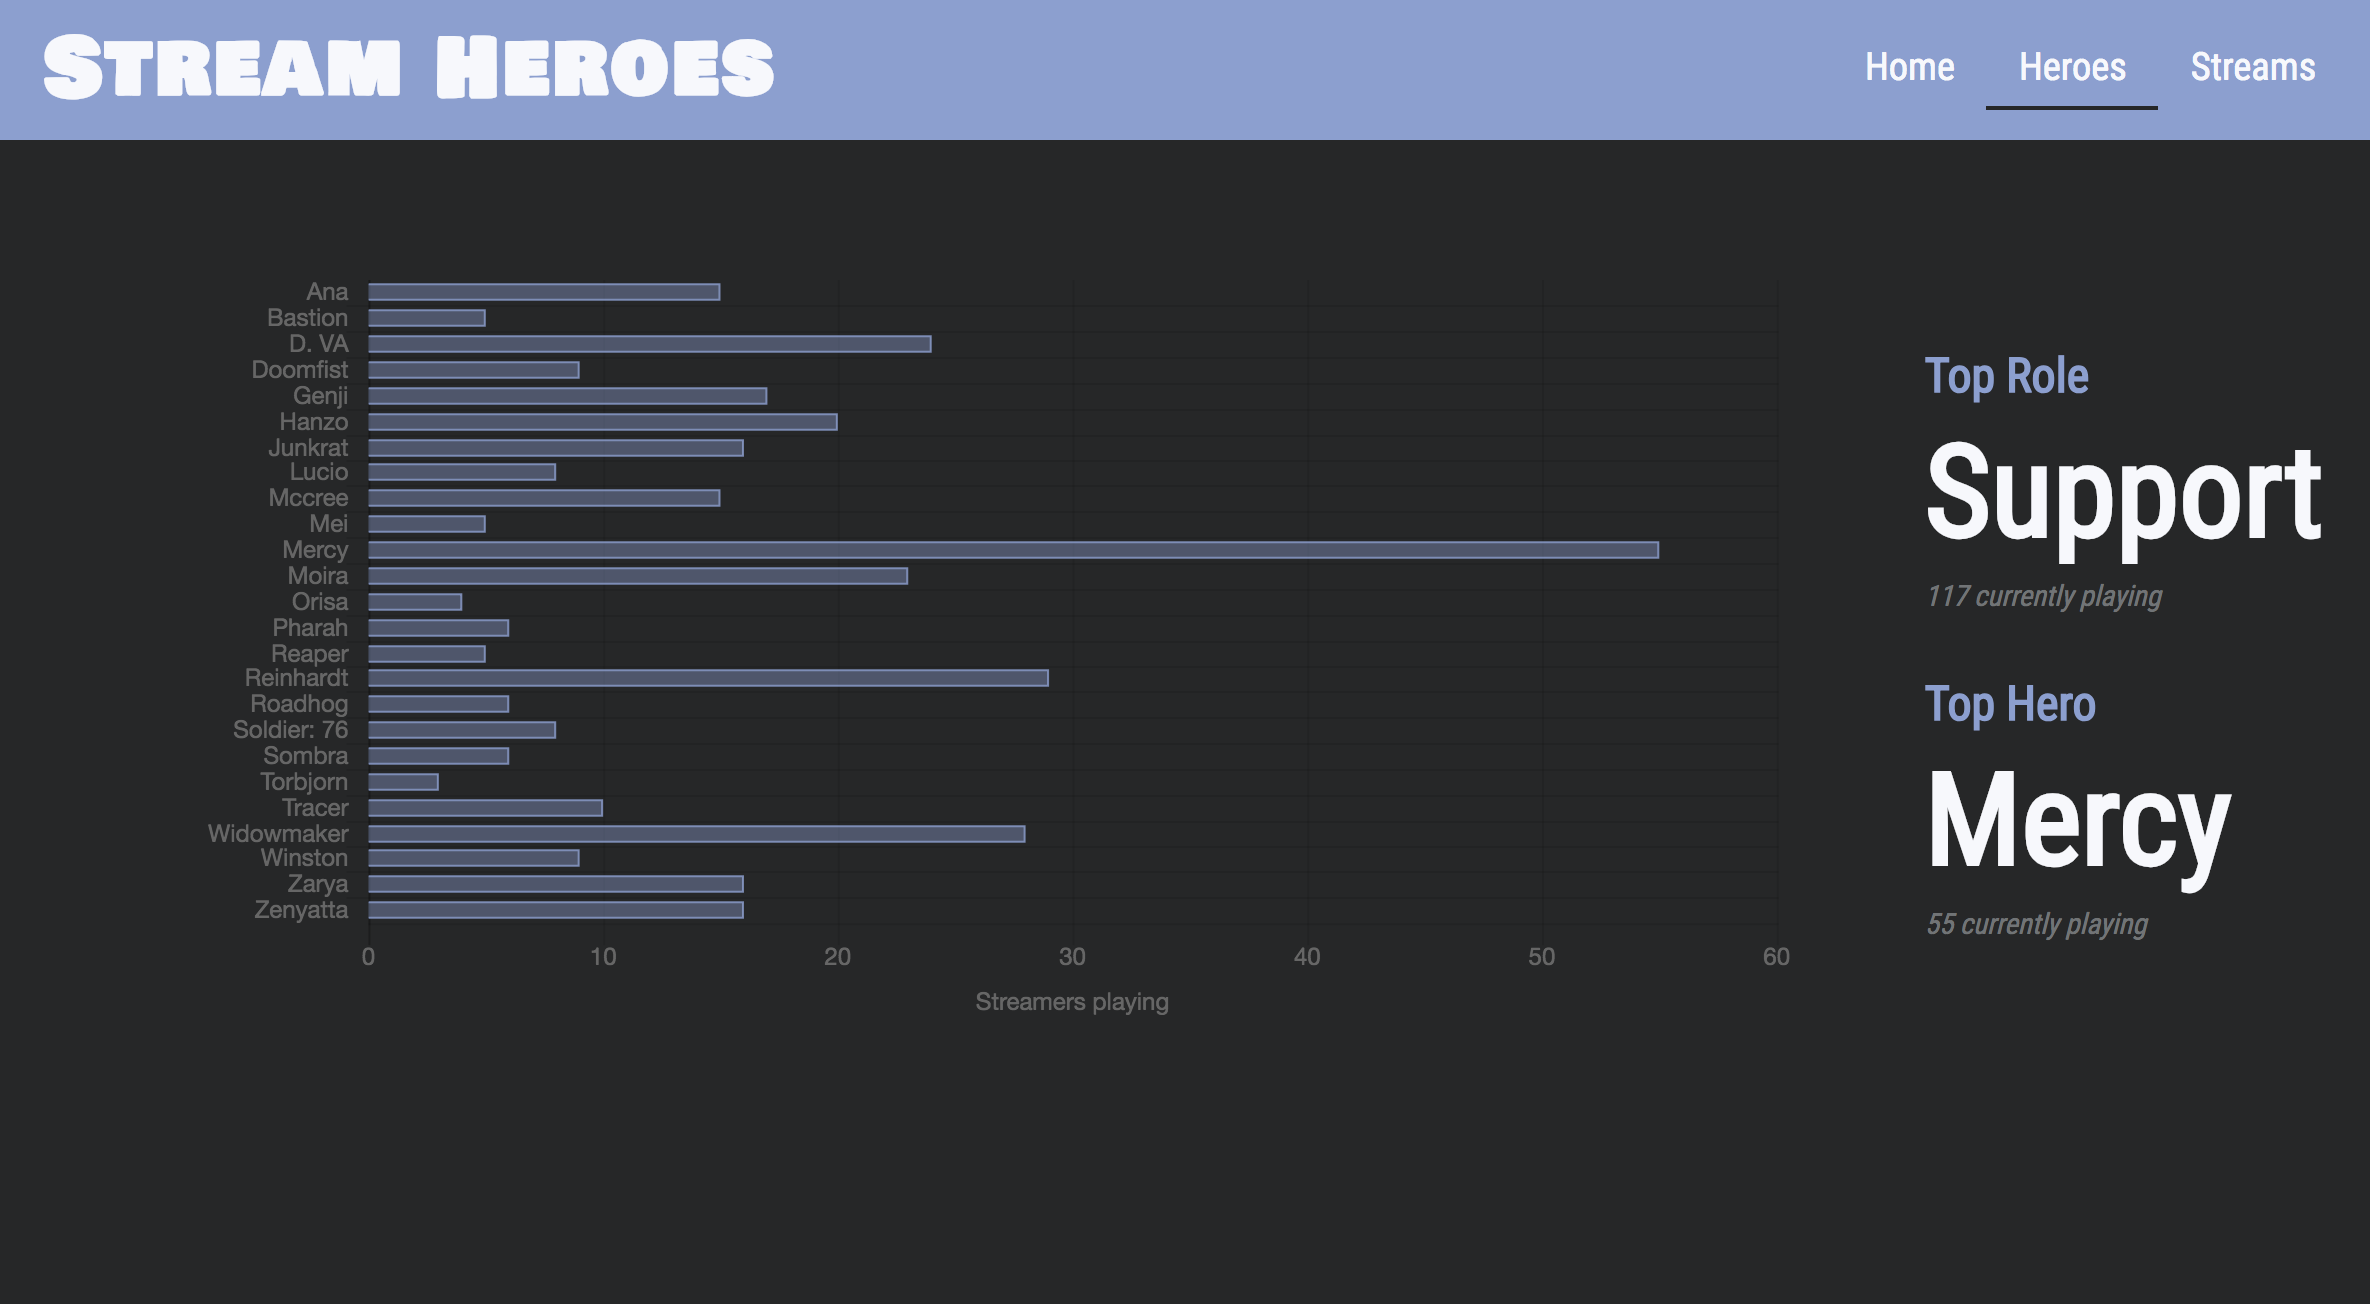 STREAM HEROES
Home Heroes Streams
Ana
Bastion
D. VA
Doomfist
Genji
Hanzo
Junkrat
Lucio
Mccree
Mei
Mercy
Moira
Orisa
Pharah
Reaper
Reinhardt
Roadhog
Soldier: 76
Sombra
Torbjorn
Tracer
Widowmaker
Winston
Zarya
Zenyatta
0 10 20 30 40 50 60
Streamers playing
Top Role
Support
117 currently playing
Top Hero
Mercy
55 currently playing